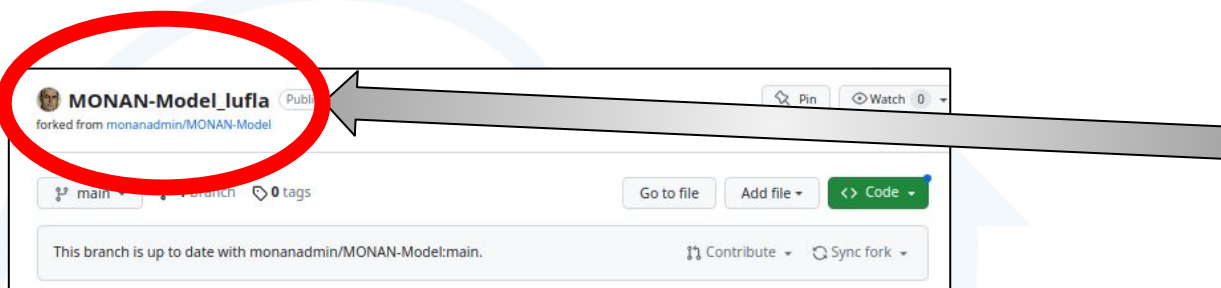 MONAN-Model_lufla
Pin
Watch 0
forked from monanadmin/MONAN-Model
main
0 tags
Go to file
Add file
<> Code
This branch is up to date with monanadmin/MONAN-Model:main.
Contribute
Sync fork